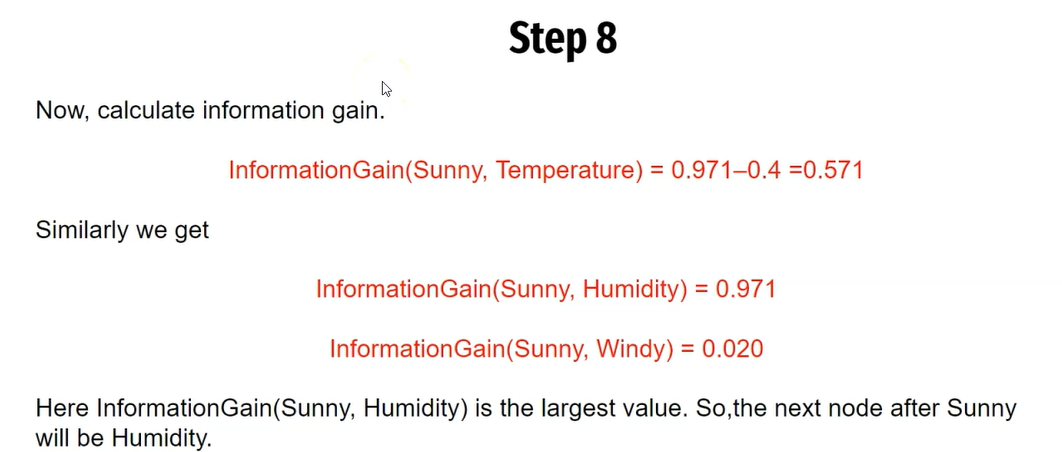 Step 8
Now, calculate information gain.
InformationGain(Sunny, Temperature) = 0.971–0.4 =0.571
Similarly we get
InformationGain(Sunny, Humidity) = 0.971
InformationGain(Sunny, Windy) = 0.020
Here InformationGain(Sunny, Humidity) is the largest value. So,the next node after Sunny
will be Humidity.